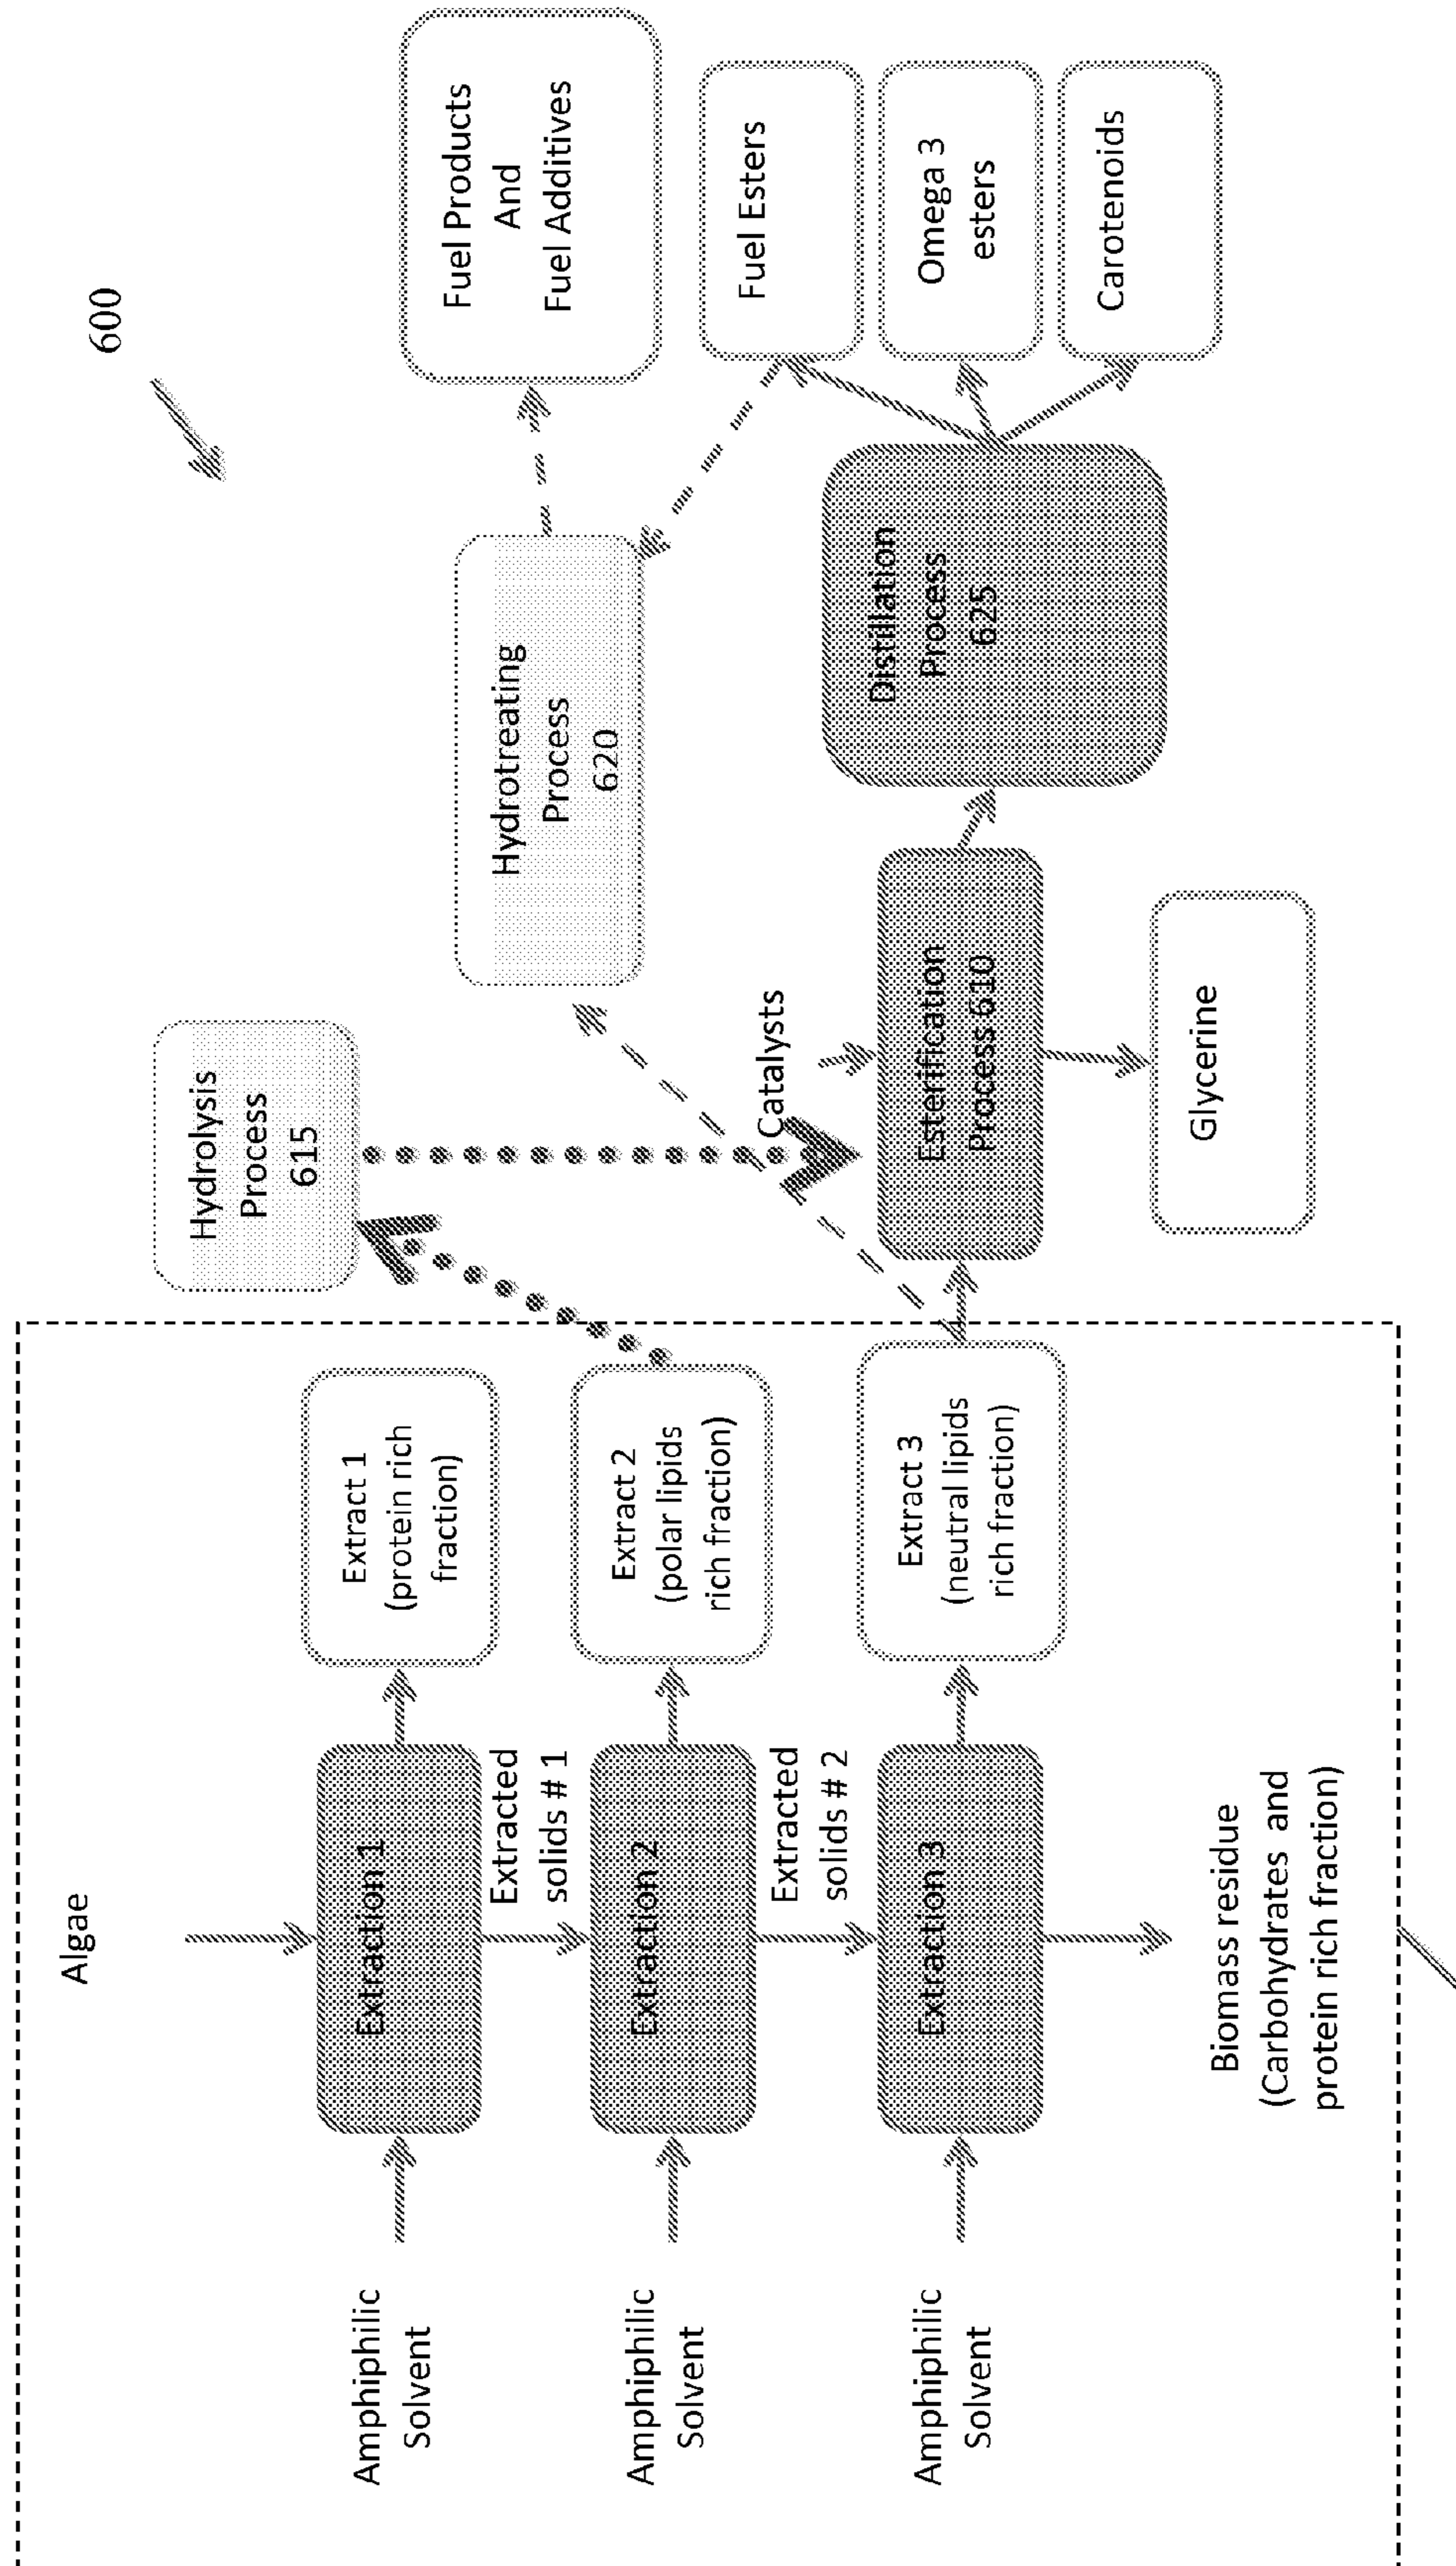 600
Algae
Amphiphilic
Solvent
Extraction 1
Extract 1
(protein rich
fraction)
Extracted
solids # 1
Amphiphilic
Solvent
Extraction 2
Extract 2
(polar lipids
rich fraction)
Extracted
solids # 2
Amphiphilic
Solvent
Extraction 3
Extract 3
(neutral lipids
rich fraction)
Biomass residue
(Carbohydrates and
protein rich fraction)
Hydrolysis
Process
615
Catalysts
Esterification
Process 610
Glycerine
Hydrotreating
Process
620
Distillation
Process
625
Fuel Products
And
Fuel Additives
Fuel Esters
Omega 3
esters
Carotenoids